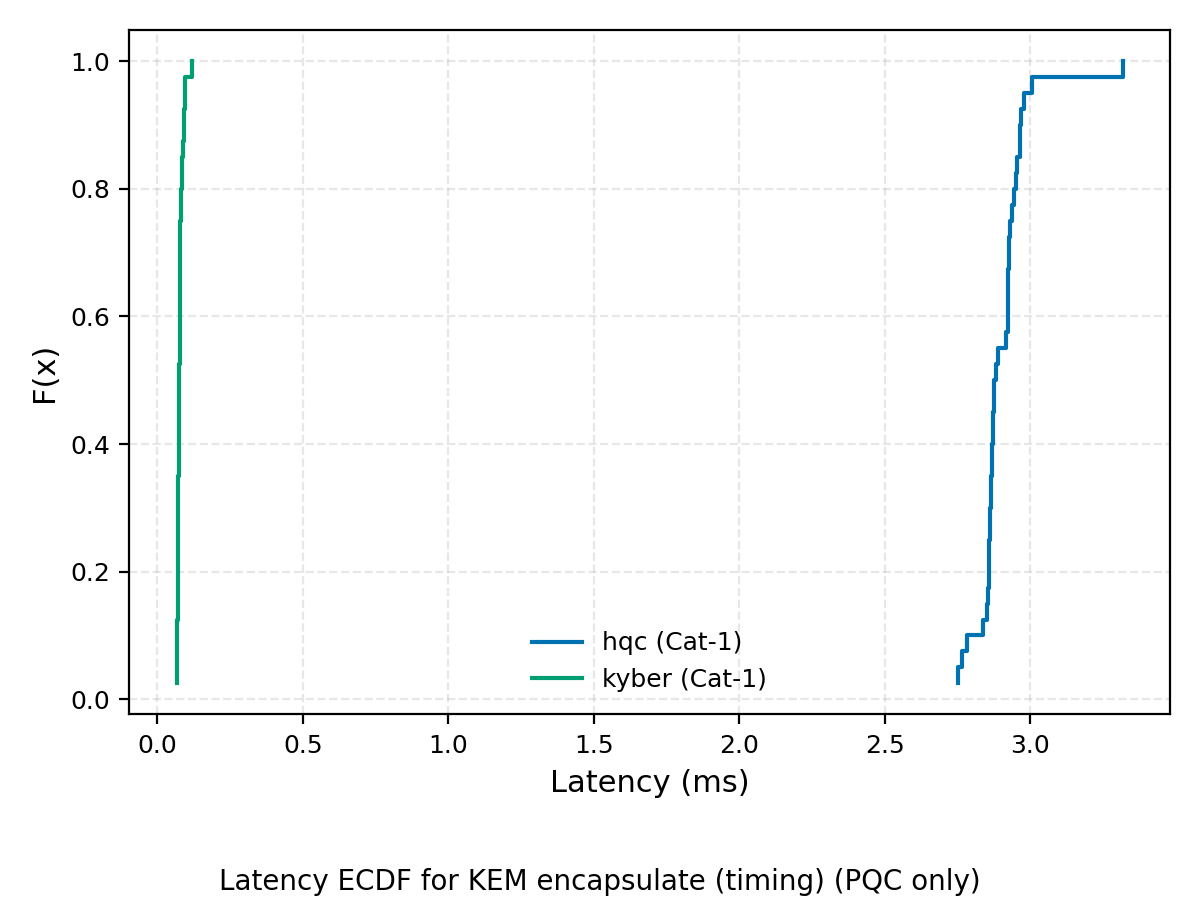 1.0
0.8
0.6
0.4
0.2
0.0
F(x)
hqc (Cat-1)
kyber (Cat-1)
0.0 0.5 1.0 1.5 2.0 2.5 3.0
Latency (ms)
Latency ECDF for KEM encapsulate (timing) (PQC only)